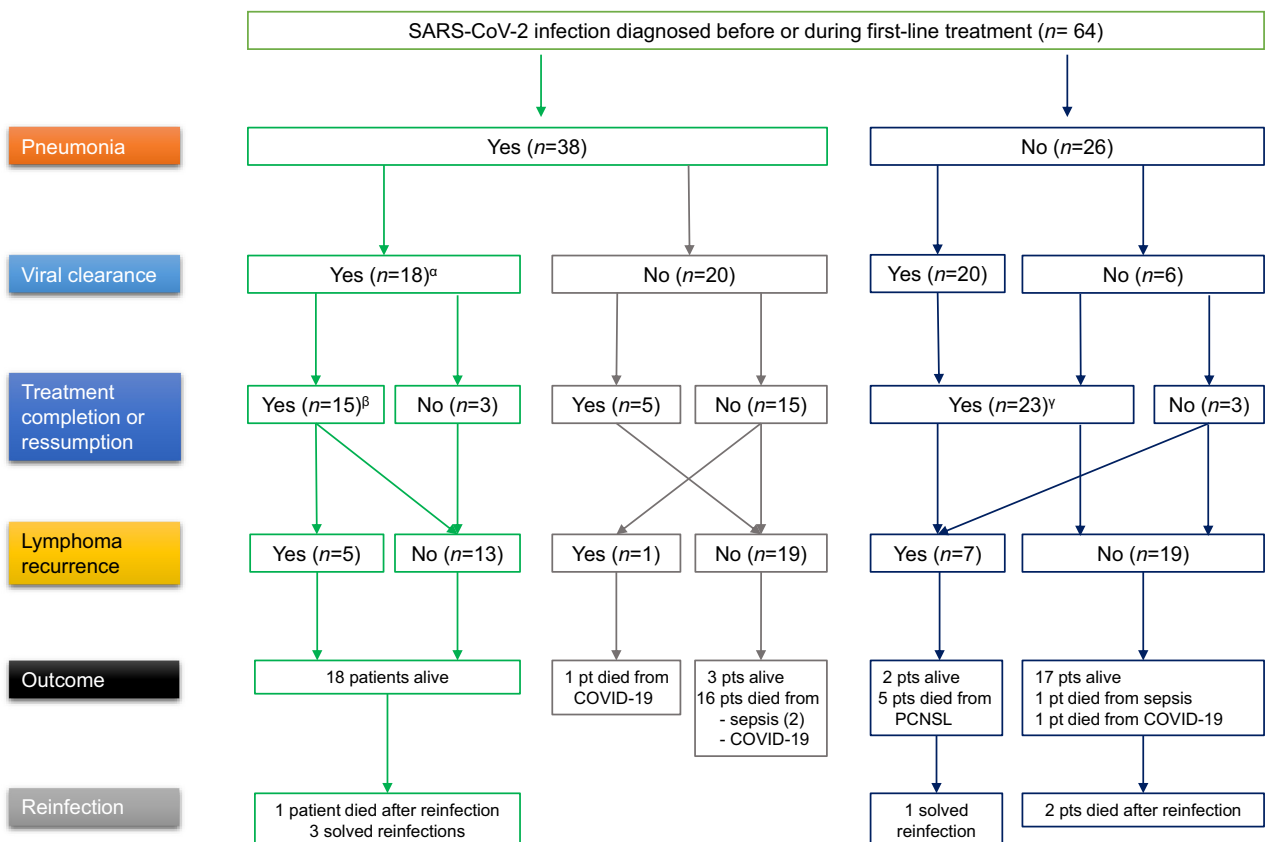 SARS-CoV-2 infection diagnosed before or during first-line treatment (n= 64)
Pneumonia
Yes (n=38)
No (n=26)
Viral clearance
Yes (n=18)α
No (n=20)
Yes (n=20)
No (n=6)
Treatment
completion or
ressumption
Yes (n=15)β
No (n=3)
Yes (n=5)
No (n=15)
Yes (n=23)γ
No (n=3)
Lymphoma
recurrence
Yes (n=5)
No (n=13)
Yes (n=1)
No (n=19)
Yes (n=7)
No (n=19)
Outcome
18 patients alive
1 pt died from
COVID-19
3 pts alive
16 pts died from
- sepsis (2)
- COVID-19
2 pts alive
5 pts died from
PCNSL
17 pts alive
1 pt died from sepsis
1 pt died from COVID-19
Reinfection
1 patient died after reinfection
3 solved reinfections
1 solved
reinfection
2 pts died after reinfection